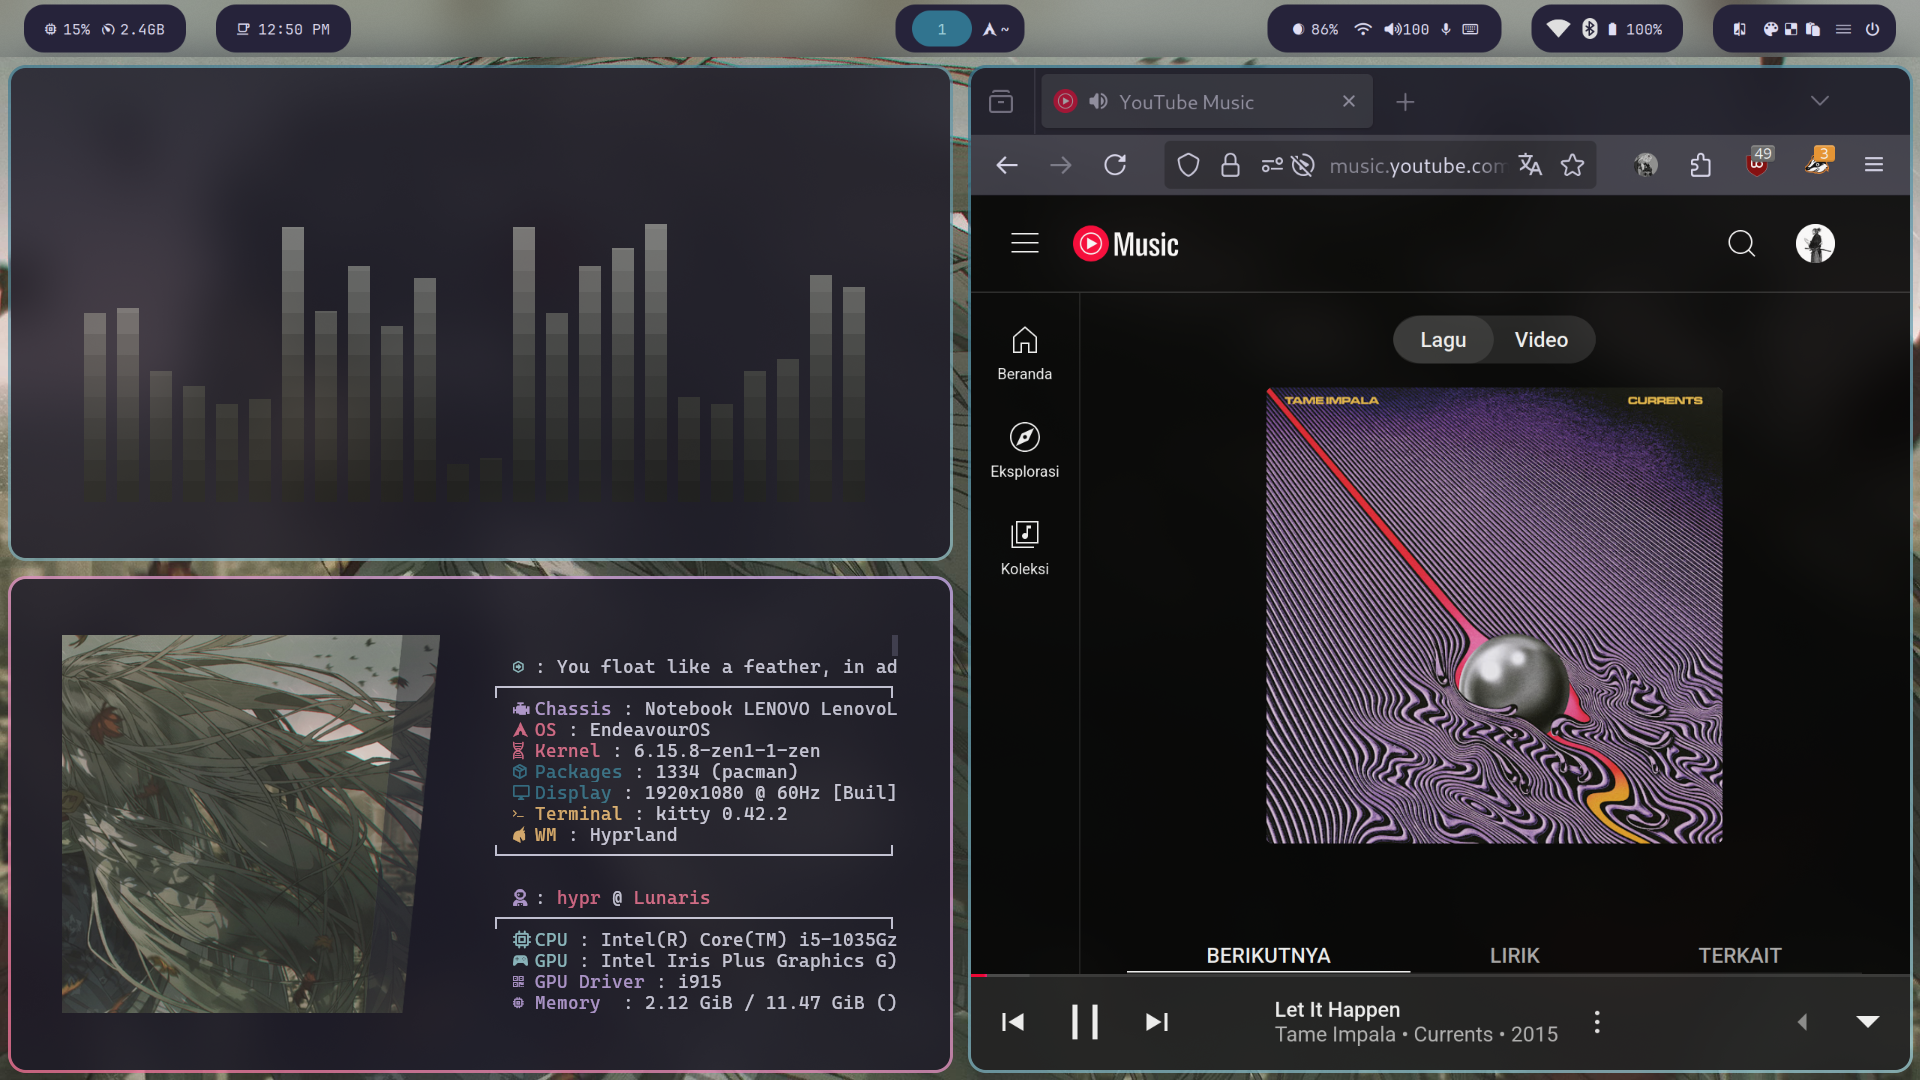 15% 2.4GB
12:50 PM
1 ~
86% 100
100%
YouTube Music
music.youtube.com
49
3
Music
Beranda
Eksplorasi
Koleksi
Lagu Video
TAME IMPALA CURRENTS
BERIKUTNYA LIRIK TERKAIT
Let It Happen
Tame Impala • Currents • 2015
: You float like a feather, in ad
Chassis : Notebook LENOVO LenovoL
OS : EndeavourOS
Kernel : 6.15.8-zen1-1-zen
Packages : 1334 (pacman)
Display : 1920x1080 @ 60Hz [Buil]
Terminal : kitty 0.42.2
WM : Hyprland
: hypr @ Lunaris
CPU : Intel(R) Core(TM) i5-1035Gz
GPU : Intel Iris Plus Graphics G)
GPU Driver : i915
Memory : 2.12 GiB / 11.47 GiB ()